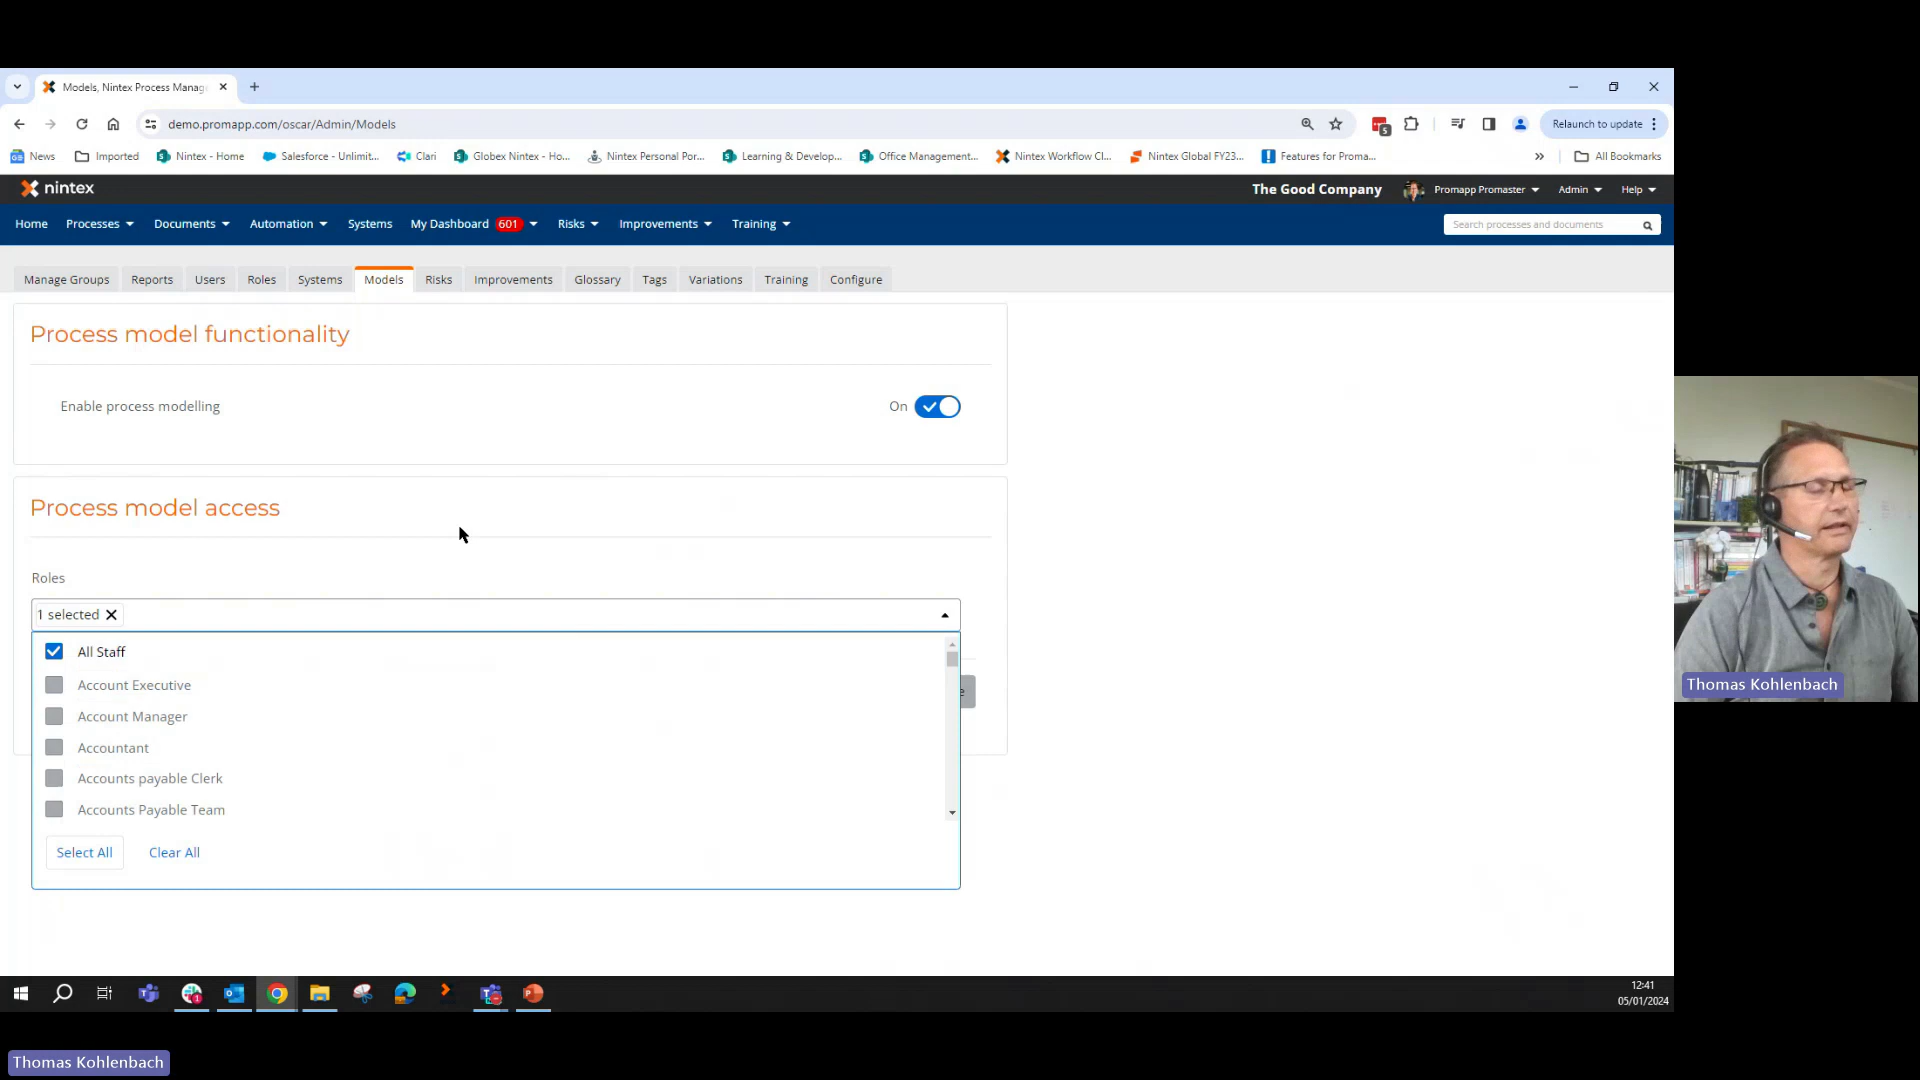 Models, Nintex Process Manag
demo.promapp.com/oscar/Admin/Models
5
Relaunch to update
News
Imported
Nintex - Home
Salesforce - Unlimit...
Clari
Globex Nintex - Ho...
Nintex Personal Por...
Learning & Develop...
Office Management...
Nintex Workflow Cl...
Nintex Global FY23...
Features for Proma...
All Bookmarks
nintex
The Good Company
Promapp Promaster
Admin
Help
Home
Processes
Documents
Automation
Systems
My Dashboard 601
Risks
Improvements
Training
Search processes and documents
Manage Groups
Reports
Users
Roles
Systems
Models
Risks
Improvements
Glossary
Tags
Variations
Training
Configure
Process model functionality
Enable process modelling
On
Process model access
Roles
1 selected
All Staff
Account Executive
Account Manager
Accountant
Accounts payable Clerk
Accounts Payable Team
Select All
Clear All
Thomas Kohlenbach
12:41
05/01/2024
Thomas Kohlenbach